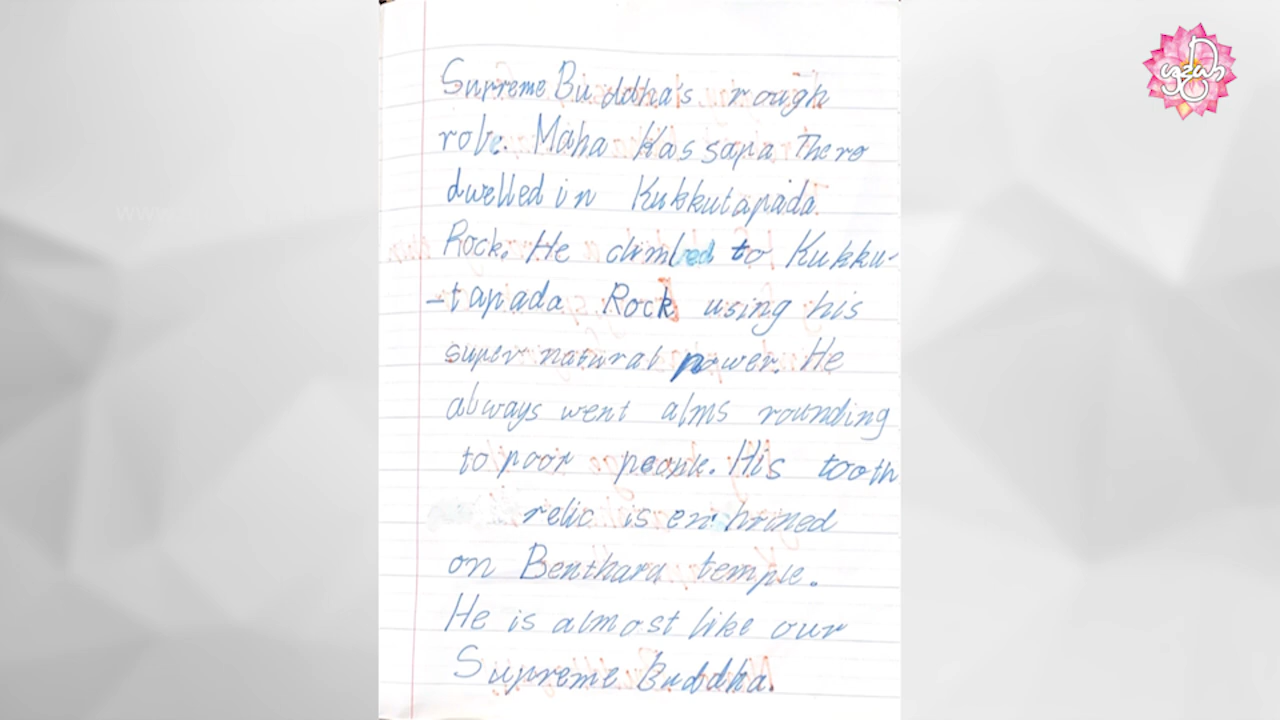 Supreme Buddha's rough
robe. Maha Kassapa Thero
dwelled in Kukkutapada
Rock. He climbed to Kukku-
-tapada Rock using his
super natural power. He
always went alms rounding
to poor people. His tooth
relic is enshrined
on Benthara temple.
He is almost like our
Supreme Buddha.